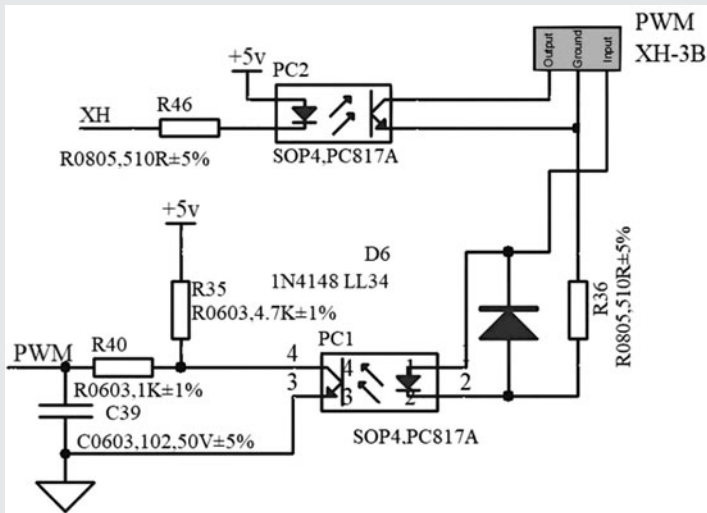 PWM
XH-3B
Output
Ground
Input
+5v
PC2
XH
R46
R0805,510R±5%
SOP4,PC817A
+5v
D6
1N4148 LL34
R35
R0603,4.7K±1%
R36
R0805,510R±5%
PC1
PWM
R40
4
4
1
1
R0603,1K±1%
3
3
2
2
C39
C0603,102,50V±5%
SOP4.PC817A